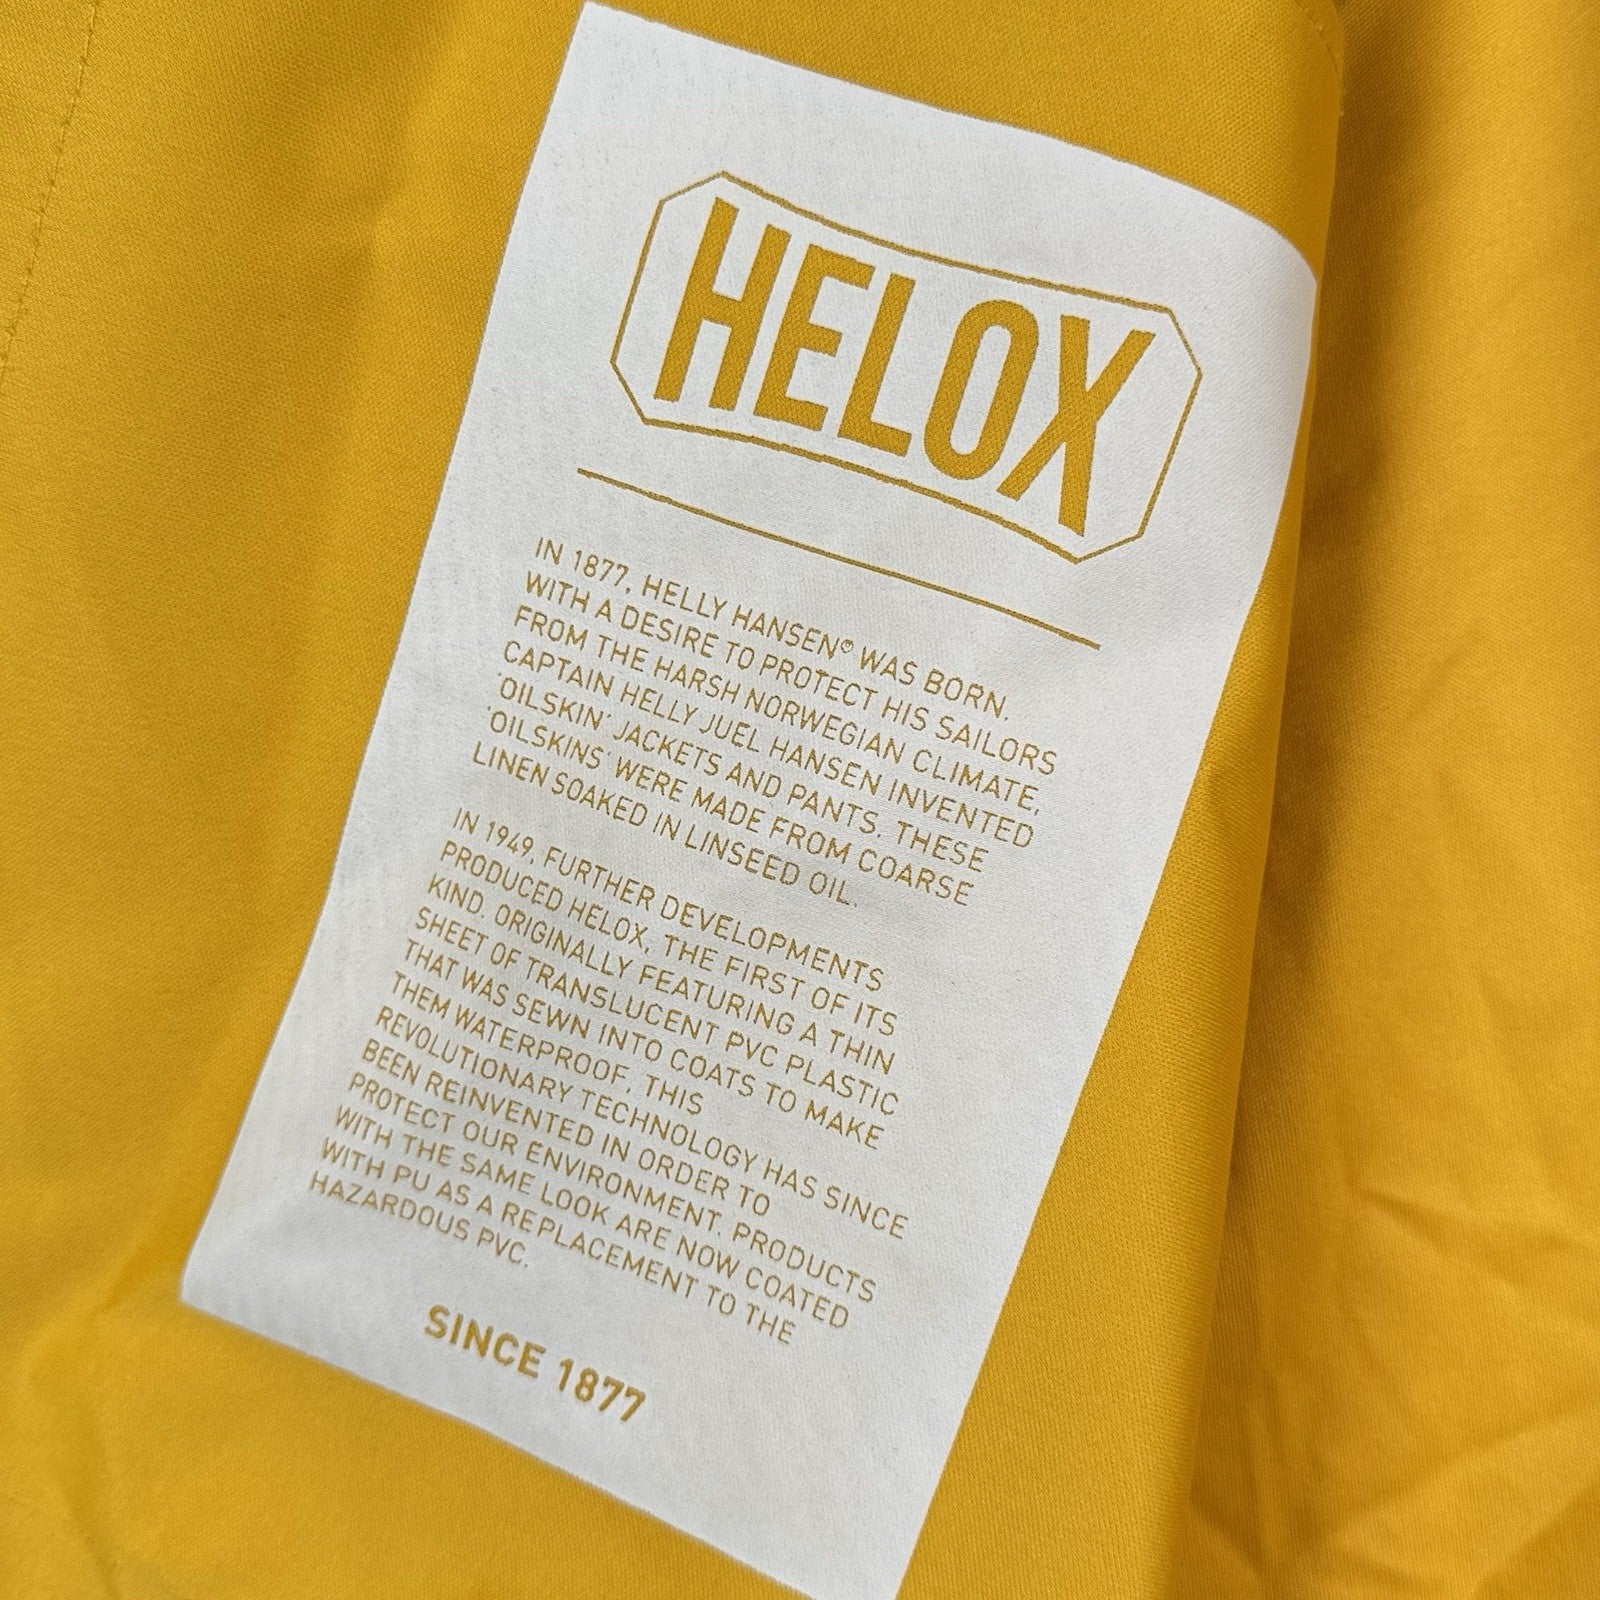 HELOX
IN 1877, HELLY HANSEN® WAS BORN.
WITH A DESIRE TO PROTECT HIS SAILORS
FROM THE HARSH NORWEGIAN CLIMATE,
CAPTAIN HELLY JUEL HANSEN INVENTED
'OILSKIN' JACKETS AND PANTS. THESE
'OILSKINS' WERE MADE FROM COARSE
LINEN SOAKED IN LINSEED OIL.
IN 1949, FURTHER DEVELOPMENTS
PRODUCED HELOX, THE FIRST OF ITS
KIND. ORIGINALLY FEATURING A THIN
SHEET OF TRANSLUCENT PVC PLASTIC
THAT WAS SEWN INTO COATS TO MAKE
THEM WATERPROOF, THIS
REVOLUTIONARY TECHNOLOGY HAS SINCE
BEEN REINVENTED IN ORDER TO
PROTECT OUR ENVIRONMENT. PRODUCTS
WITH THE SAME LOOK ARE NOW COATED
WITH PU AS A REPLACEMENT TO THE
HAZARDOUS PVC.
SINCE 1877